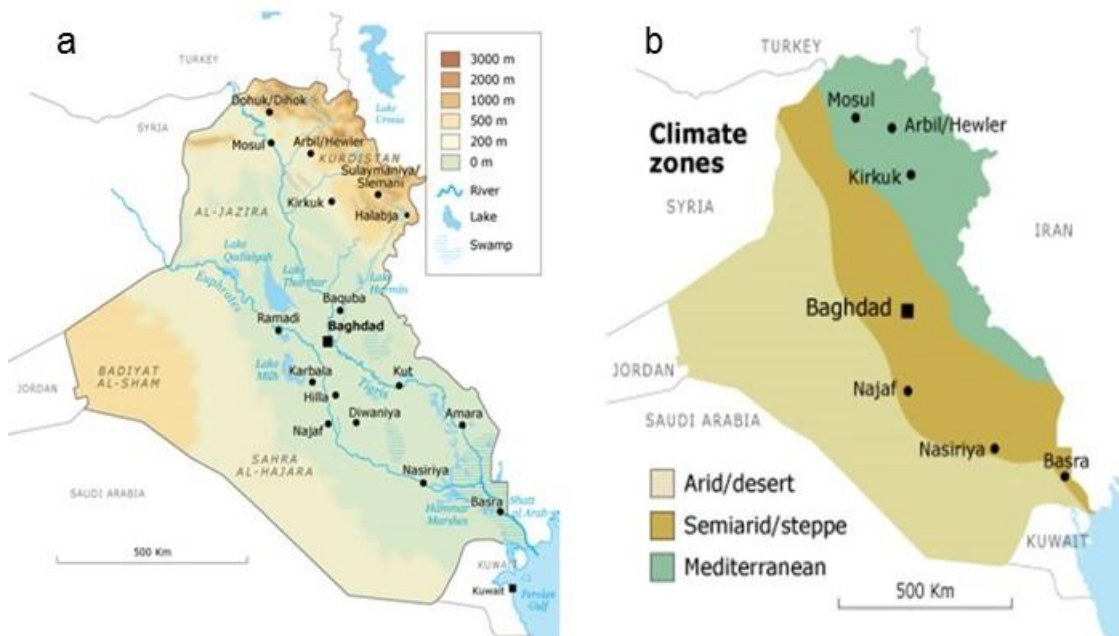 a
TURKEY
SYRIA
3000 m
2000 m
1000 m
500 m
200 m
0 m
River
Lake
Swamp
Lake
Urmia
Dohuk/Dihok
Mosul
Arbil/Hewler
KURDISTAN
Sulaymaniya/
Slemani
Kirkuk
Halabja
AL-JAZIRA
Lake
Qadisiyah
Lake
Tharthar
Lake
Hamrin
Euphrates
Baquba
Ramadi
Baghdad
BADIYAT
AL-SHAM
JORDAN
Lake
Milh
Karbala
Kut
Tigris
Hilla
Diwaniya
Amara
Najaf
SAHRA
AL-HAJARA
Nasiriya
SAUDI ARABIA
Basra
Shatt
al Arab
Hammar
Marshes
500 Km
KUWAIT
Kuwait
Persian
Gulf
b
TURKEY
Mosul
Arbil/Hewler
Climate
zones
Kirkuk
SYRIA
IRAN
Baghdad
JORDAN
Najaf
SAUDI ARABIA
Nasiriya
Basra
Arid/desert
Semiarid/steppe
Mediterranean
KUWAIT
500 Km